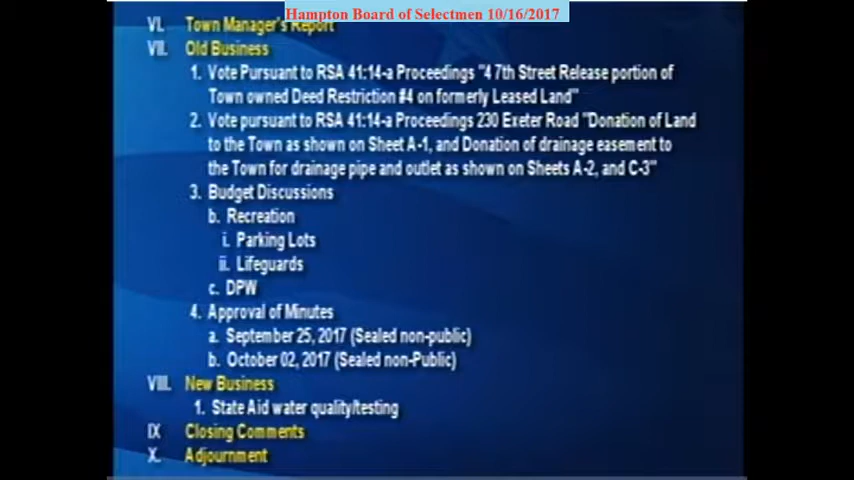 Hampton Board of Selectmen 10/16/2017
VI. Town Manager's Report
VII. Old Business
1. Vote Pursuant to RSA 41:14-a Proceedings "4 7th Street Release portion of
Town owned Deed Restriction #4 on formerly Leased Land"
2. Vote pursuant to RSA 41:14-a Proceedings 230 Exeter Road "Donation of Land
to the Town as shown on Sheet A-1, and Donation of drainage easement to
the Town for drainage pipe and outlet as shown on Sheets A-2, and C-3"
3. Budget Discussions
b. Recreation
i. Parking Lots
ii. Lifeguards
c. DPW
4. Approval of Minutes
a. September 25, 2017 (Sealed non-public)
b. October 02, 2017 (Sealed non-Public)
VIII. New Business
1. State Aid water quality/testing
IX Closing Comments
X. Adjournment